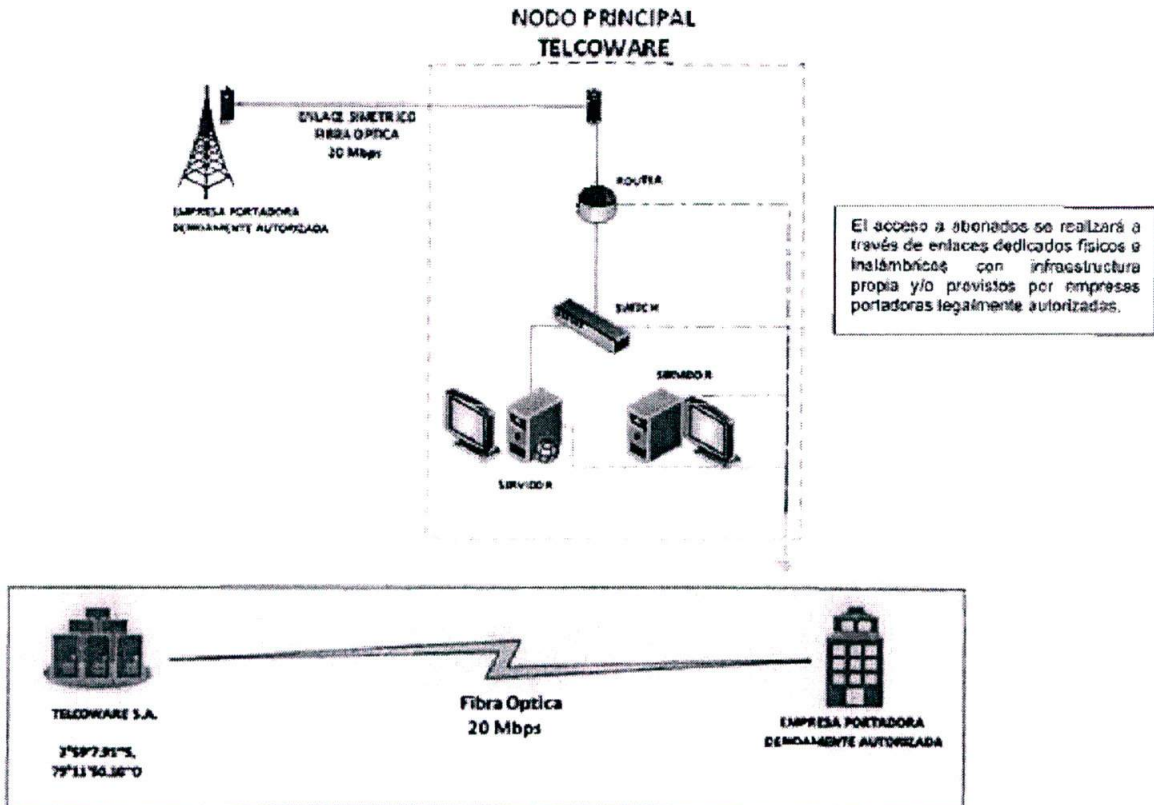 NODO PRINCIPAL
TELCOWARE
ENLACE SIMETRICO
FIBRA OPTICA
20 Mbps
EMPRESA PORTADORA
DEBIDAMENTE AUTORIZADA
ROUTER
SWITCH
SERVIDOR
SERVIDOR
El acceso a abonados se realizará a
través de enlaces dedicados físicos e
inalámbricos con infraestructura
propia y/o provistos por empresas
portadoras legalmente autorizadas.
TELCOWARE S.A.
Fibra Optica
20 Mbps
EMPRESA PORTADORA
DEBIDAMENTE AUTORIZADA